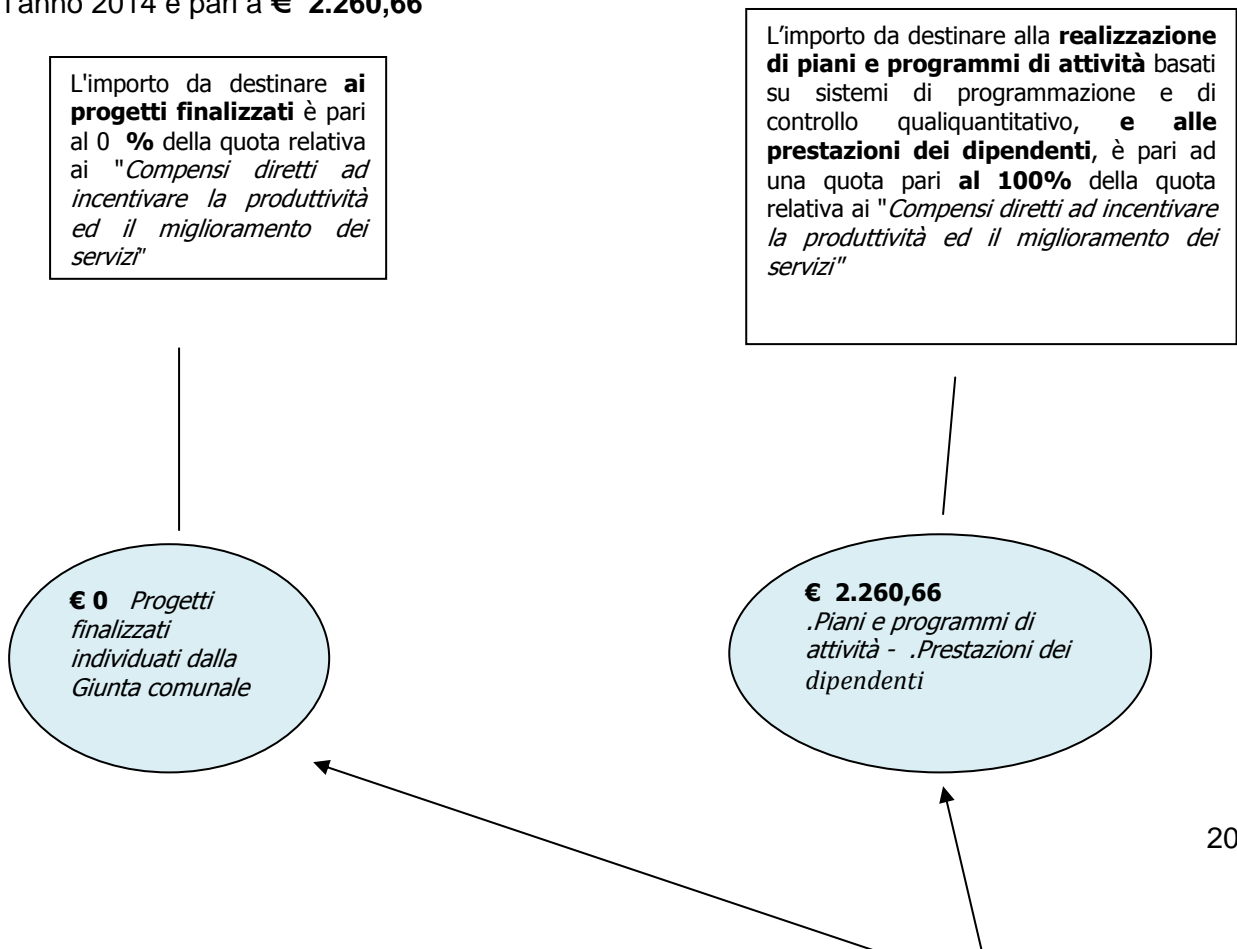 l'anno 2014 è pari a € 2.260,66
L'importo da destinare ai
progetti finalizzati è pari
al 0 % della quota relativa
ai "Compensi diretti ad
incentivare la produttività
ed il miglioramento dei
servizi"
L'importo da destinare alla realizzazione
di piani e programmi di attività basati
su sistemi di programmazione e di
controllo qualiquantitativo, e alle
prestazioni dei dipendenti, è pari ad
una quota pari al 100% della quota
relativa ai "Compensi diretti ad incentivare
la produttività ed il miglioramento dei
servizi"
€ 0 Progetti
finalizzati
individuati dalla
Giunta comunale
€ 2.260,66
.Piani e programmi di
attività - .Prestazioni dei
dipendenti
20